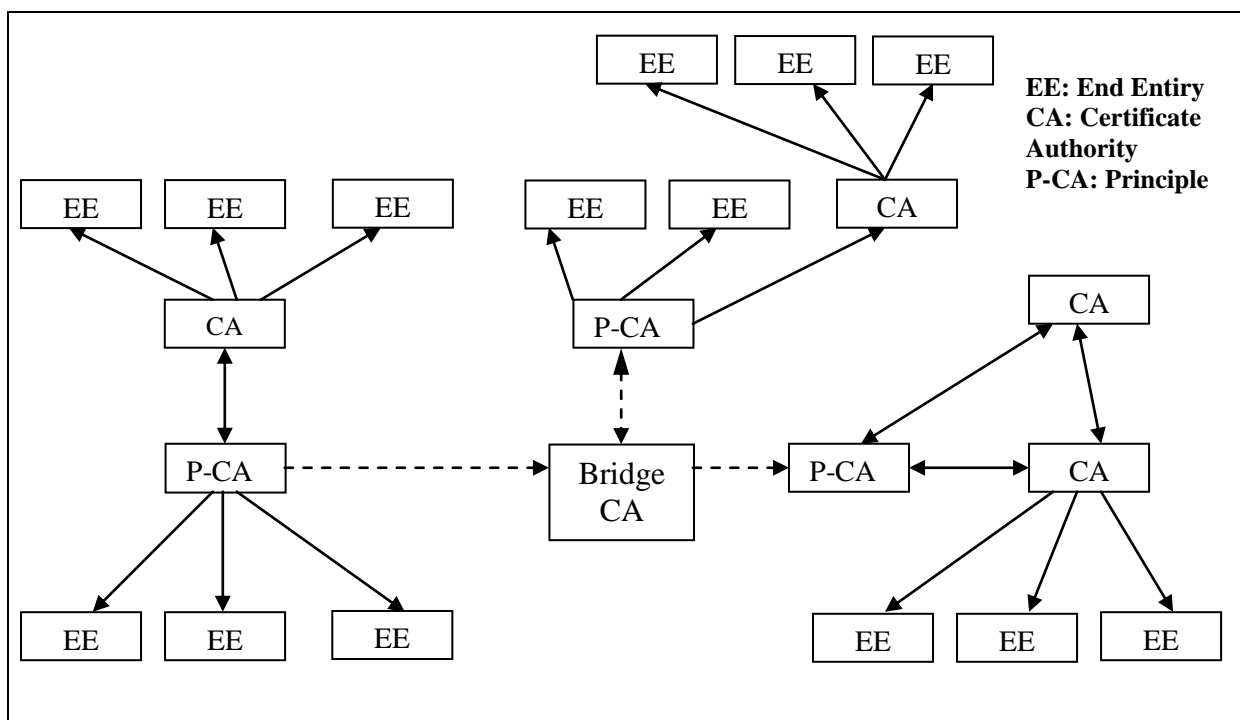 EE EE EE
EE: End Entiry
CA: Certificate
Authority
P-CA: Principle
EE EE EE
EE EE
CA
CA
P-CA
CA
P-CA
Bridge
CA
P-CA
CA
EE EE EE
EE EE EE